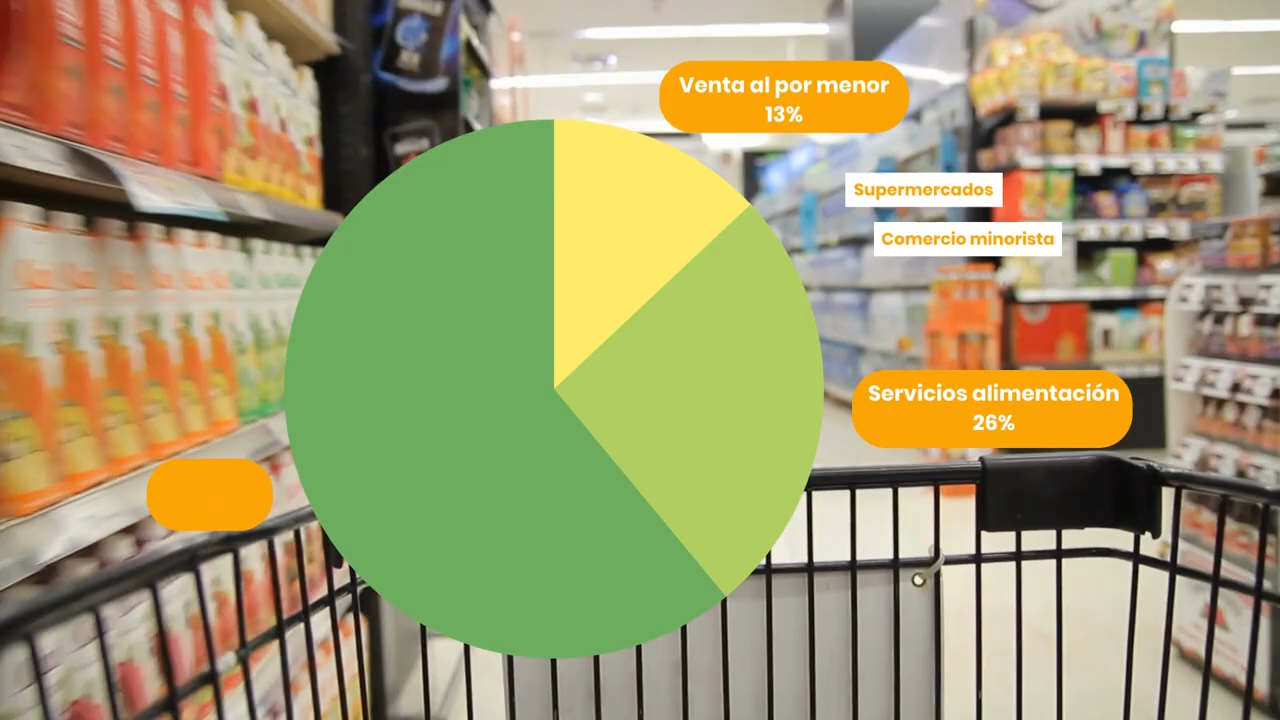 Venta al por menor
13%
Supermercados
Comercio minorista
Servicios alimentación
26%